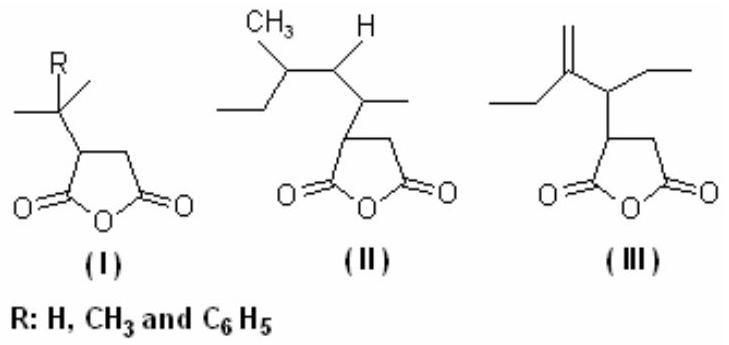 CH₃ H
R
O O O
O O O
O O O
(I) (II) (III)
R: H, CH₃ and C₆H₅